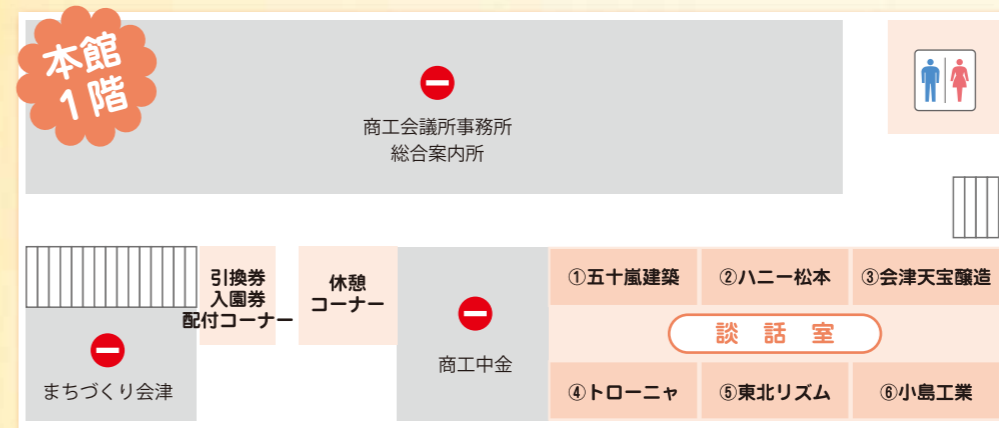 本館
1階
商工会議所事務所
総合案内所
引換券
入園券
配付コーナー
休憩
コーナー
まちづくり会津
商工中金
①五十嵐建築
②ハニー松本
③会津天宝醸造
談話室
④トローニャ
⑤東北リズム
⑥小島工業